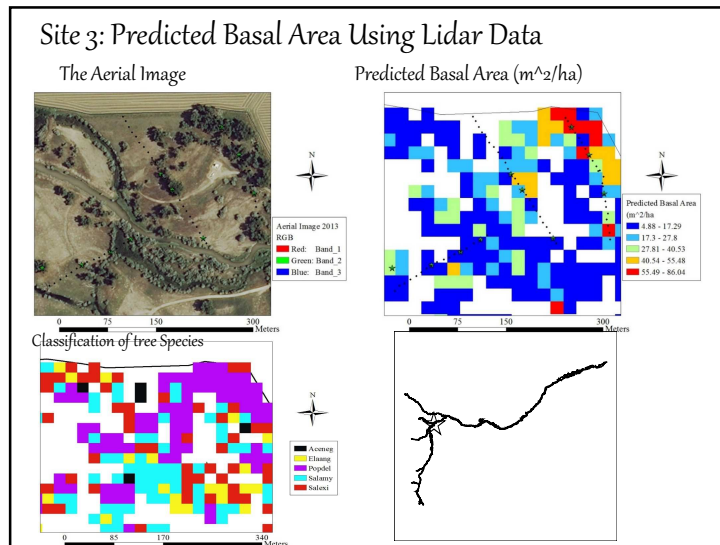 Site 3: Predicted Basal Area Using Lidar Data
The Aerial Image
Predicted Basal Area (m^2/ha)
N
Aerial Image 2013
RGB
Red: Band_1
Green: Band_2
Blue: Band_3
0 75 150 300
Meters
N
Predicted Basal Area
(m^2/ha
4.88 - 17.29
17.3 - 27.8
27.81 - 40.53
40.54 - 55.48
55.49 - 86.04
0 75 150 300
Meters
Classification of tree Species
N
Aceneg
Elaang
Popdel
Salamy
Salexi
0 85 170 340
Meters